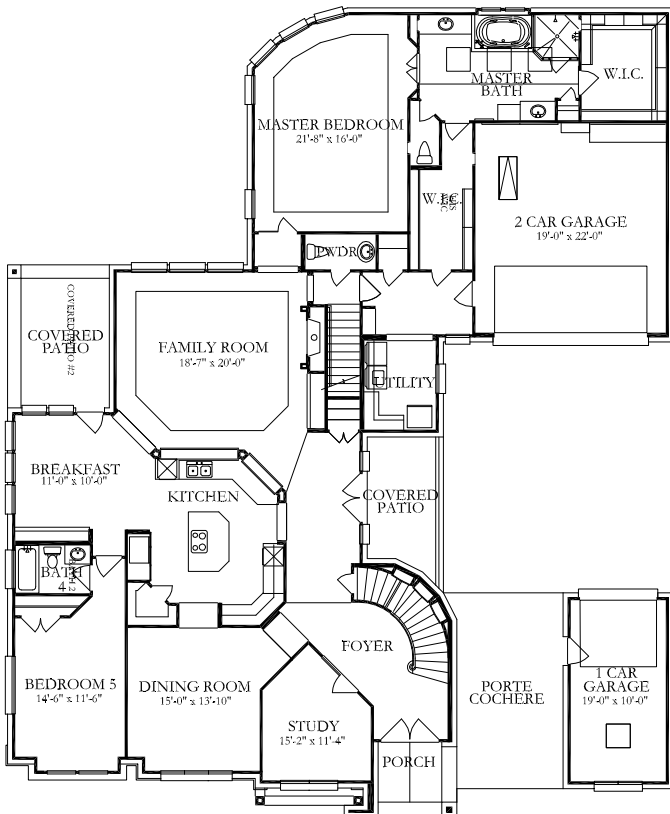 W.I.C.
MASTER
BATH
MASTER BEDROOM
21'-8" x 16'-0"
W.I.C.
2 CAR GARAGE
19'-0" x 22'-0"
PWDR
COVERED PATIO #2
COVERED
PATIO
FAMILY ROOM
18'-7" x 20'-0"
UTILITY
BREAKFAST
11'-0" x 10'-0"
KITCHEN
COVERED
PATIO
BATH
4
FOYER
BEDROOM 5
14'-6" x 11'-6"
DINING ROOM
15'-0" x 13'-10"
PORTE
COCHERE
1 CAR
GARAGE
19'-0" x 10'-0"
STUDY
15'-2" x 11'-4"
PORCH